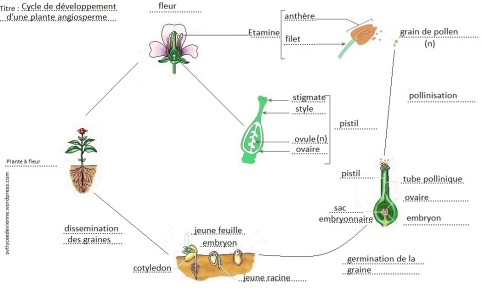 Titre : Cycle de développement
d'une plante angiosperme
fleur
Etamine
anthère
filet
grain de pollen
(n)
stigmate
style
pistil
ovule(n)
ovaire
pollinisation
Plante à fleur
pistil
tube pollinique
ovaire
sac
embryonnaire
embryon
dissemination
des graines
jeune feuille
embryon
cotyledon
jeune racine
germination de la
graine
svtlyceedevienne.wordpress.com